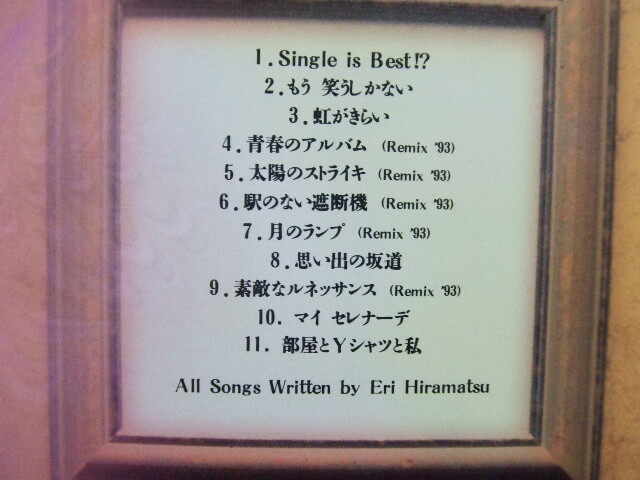 1.Single is Best!?
2.もう 笑うしかない
3.虹がきらい
4.青春のアルバム (Remix '93)
5.太陽のストライキ (Remix '93)
6.駅のない遮断機 (Remix '93)
7.月のランプ (Remix '93)
8.思い出の坂道
9.素敵なルネッサンス (Remix '93)
10. マイ セレナーデ
11. 部屋とYシャツと私
All Songs Written by Eri Hiramatsu